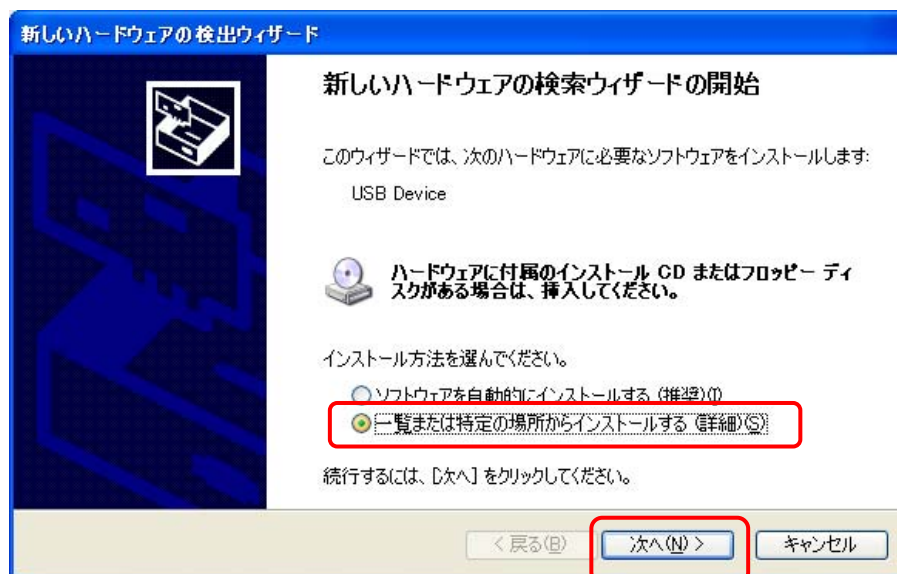 新しいハードウェアの検出ウィザード
新しいハードウェアの検索ウィザードの開始
このウィザードでは、次のハードウェアに必要なソフトウェアをインストールします:
USB Device
ハードウェアに付属のインストール CD またはフロッピー ディ
スクがある場合は、挿入してください。
インストール方法を選んでください。
ソフトウェアを自動的にインストールする (推奨)(I)
一覧または特定の場所からインストールする (詳細)(S)
続行するには、[次へ] をクリックしてください。
< 戻る(B)
次へ(N) >
キャンセル